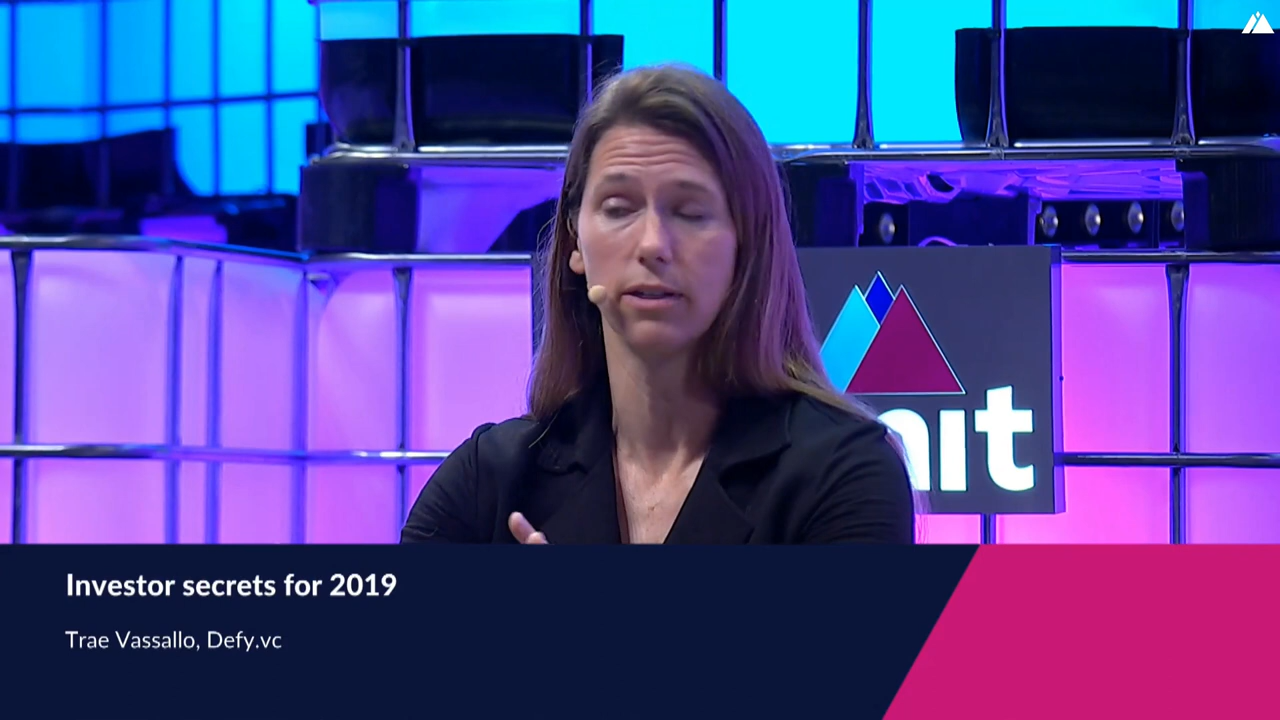 Investor secrets for 2019
Trae Vassallo, Defy.vc